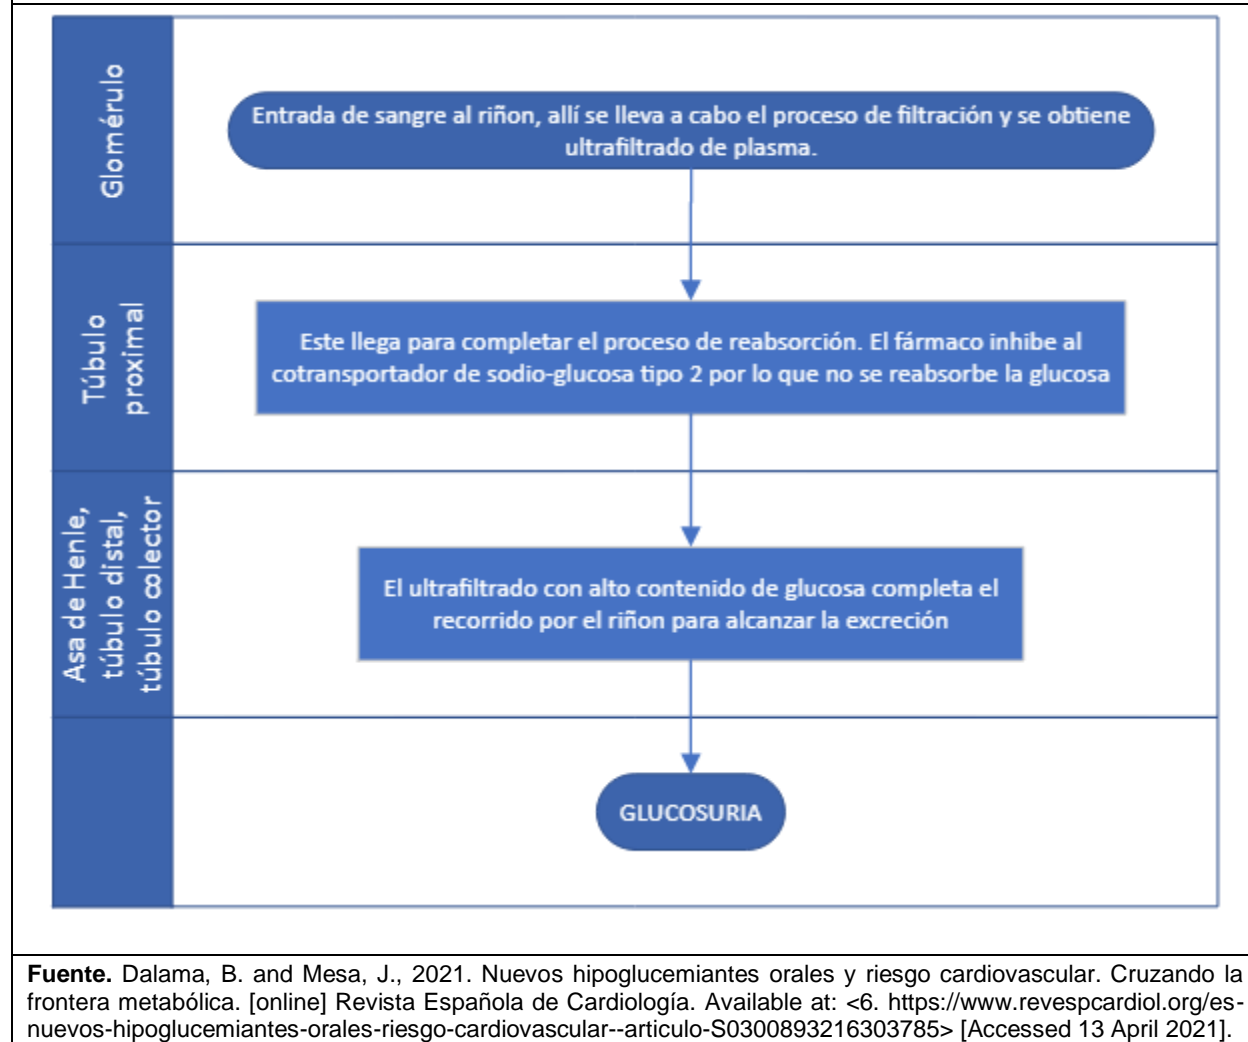 Glomérulo
Entrada de sangre al riñon, allí se lleva a cabo el proceso de filtración y se obtiene
ultrafiltrado de plasma.
Túbulo
proximal
Este llega para completar el proceso de reabsorción. El fármaco inhibe al
cotransportador de sodio-glucosa tipo 2 por lo que no se reabsorbe la glucosa
Asa de Henle,
túbulo distal,
túbulo colector
El ultrafiltrado con alto contenido de glucosa completa el
recorrido por el riñon para alcanzar la excreción
GLUCOSURIA
Fuente. Dalama, B. and Mesa, J., 2021. Nuevos hipoglucemiantes orales y riesgo cardiovascular. Cruzando la
frontera metabólica. [online] Revista Española de Cardiología. Available at: <6. https://www.revespcardiol.org/es-
nuevos-hipoglucemiantes-orales-riesgo-cardiovascular--articulo-S0300893216303785> [Accessed 13 April 2021].